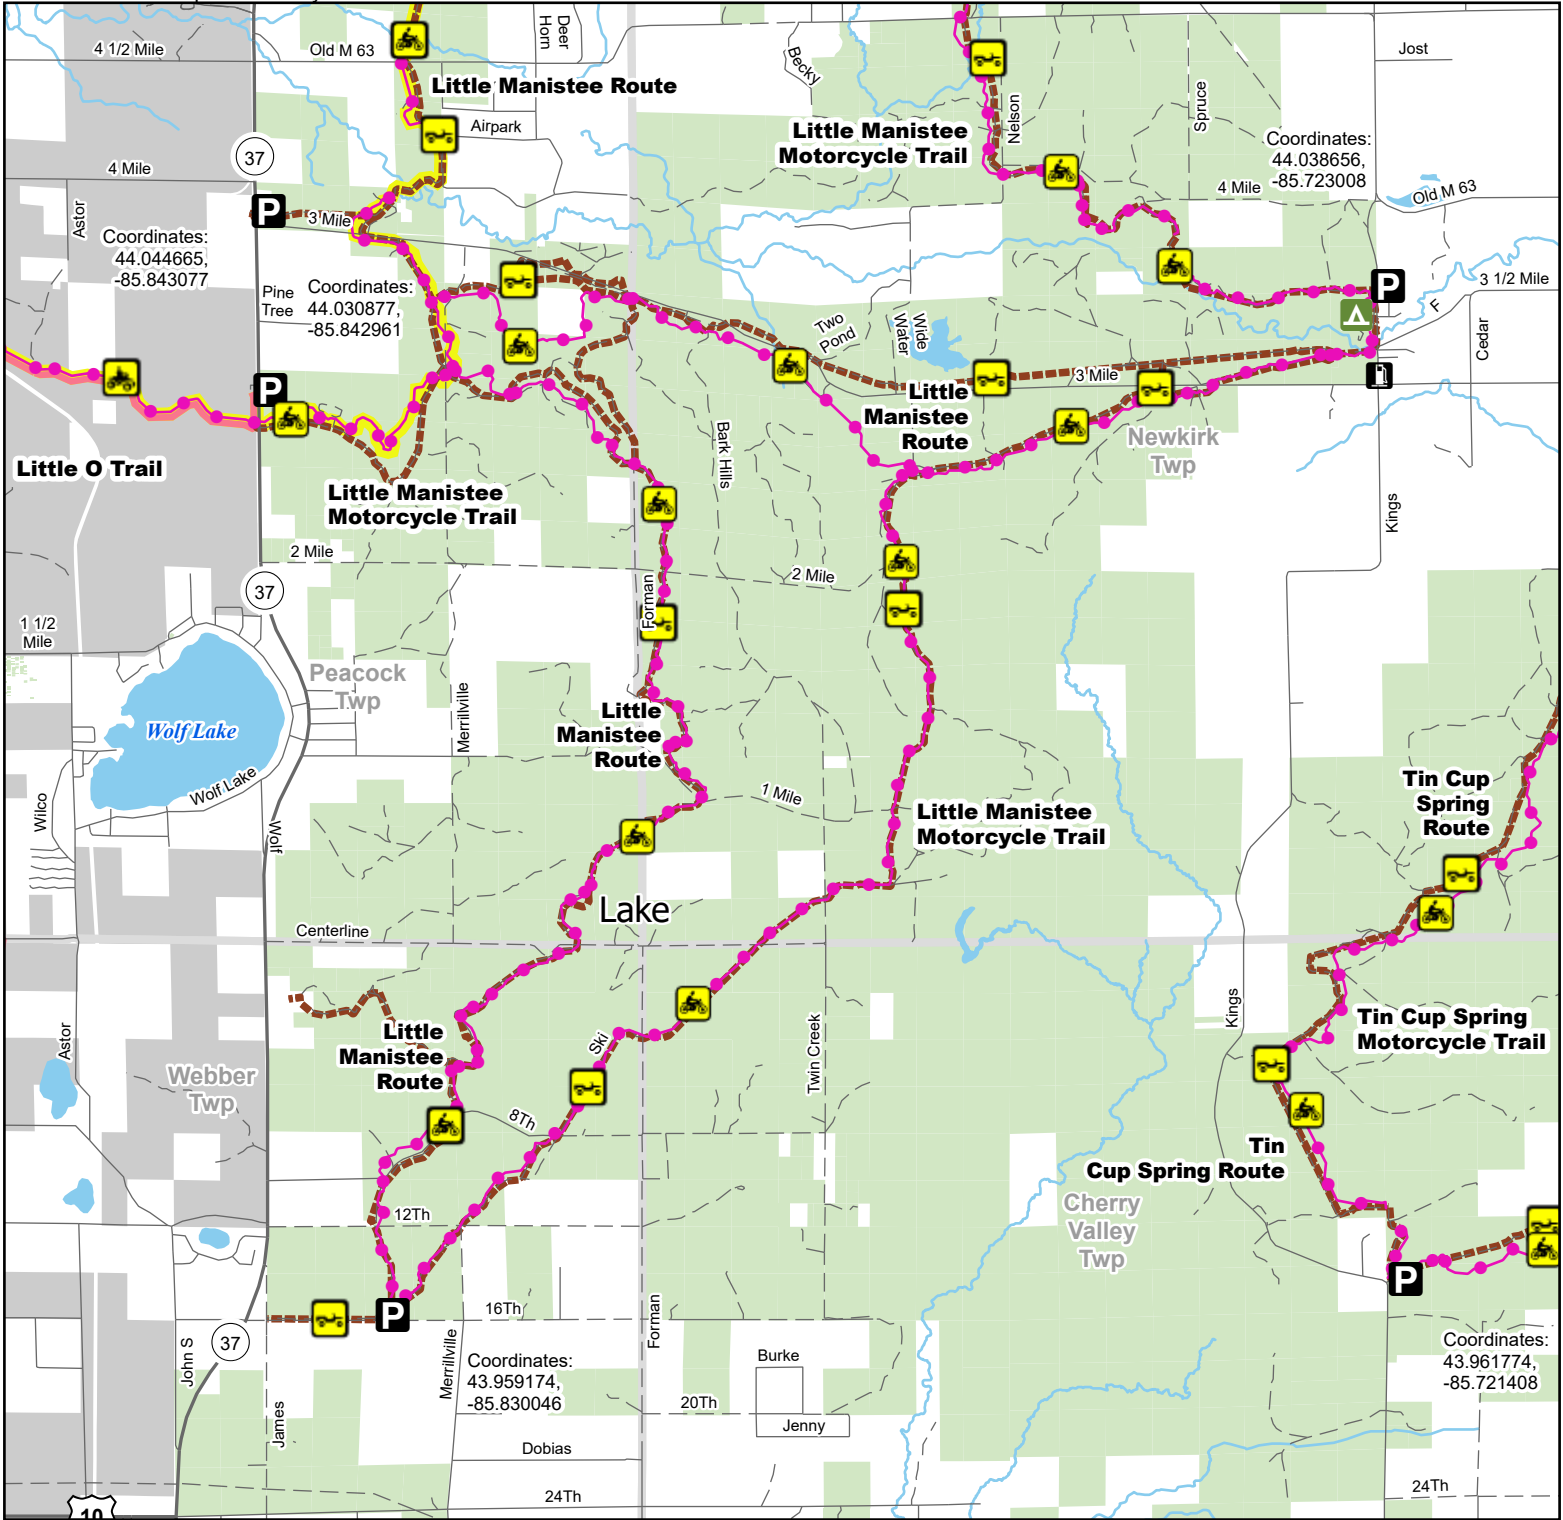 4 1/2 Mile
Old M 63
Deer
Horn
Little Manistee Route
Airpark
37
4 Mile
Astor
P
3 Mile
Coordinates:
44.044665,
-85.843077
Pine
Tree
Coordinates:
44.030877,
-85.842961
P
Little O Trail
Little Manistee
Motorcycle Trail
2 Mile
37
1 1/2
Mile
Peacock
Twp
Wolf Lake
Wolf Lake
Wilco
Wolf
Merrillville
Becky
Little Manistee
Motorcycle Trail
Nelson
Spruce
Jost
Coordinates:
44.038656,
-85.723008
4 Mile
Old M 63
P
3 1/2 Mile
F
Cedar
Two
Pond
Wide
Water
3 Mile
Little
Manistee
Route
Newkirk
Twp
Bark Hills
Kings
2 Mile
Forman
Little
Manistee
Route
1 Mile
Little Manistee
Motorcycle Trail
Tin Cup
Spring
Route
Lake
Centerline
Astor
Webber
Twp
Little
Manistee
Route
Ski
8Th
12Th
Twin Creek
Kings
Tin Cup Spring
Motorcycle Trail
Tin
Cup Spring Route
Cherry
Valley
Twp
P
P
16Th
37
John S
James
Merrillville
Coordinates:
43.959174,
-85.830046
Forman
Burke
20Th
Jenny
Dobias
24Th
Coordinates:
43.961774,
-85.721408
24Th
10